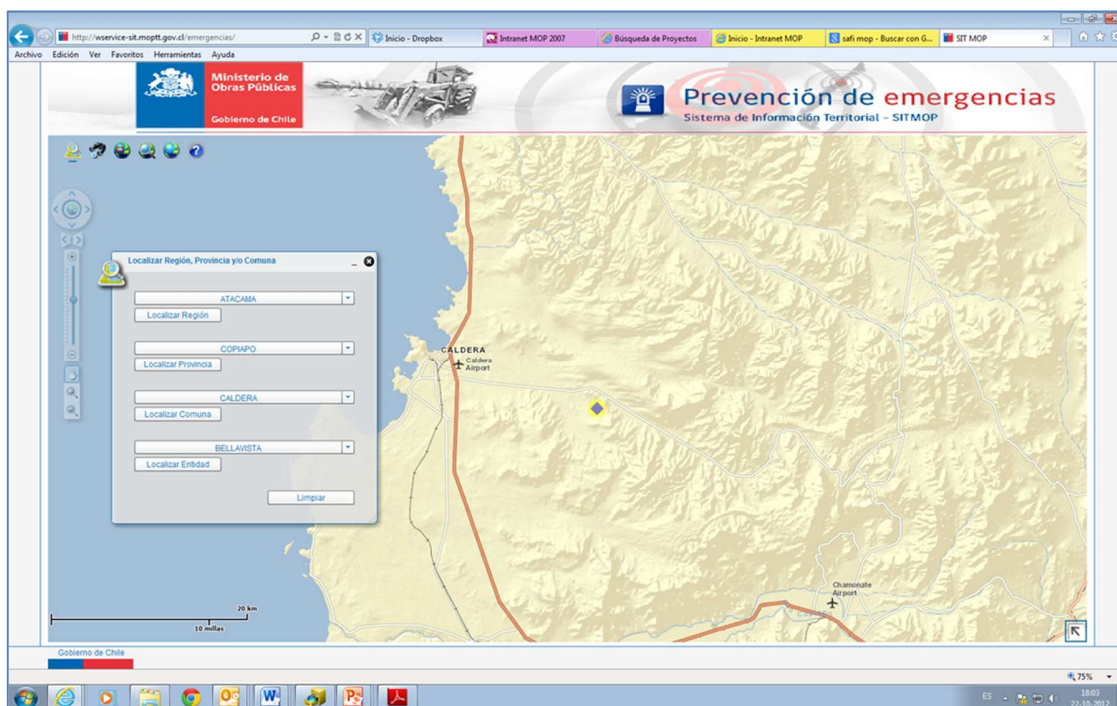 http://wservice-sit.moptt.gov.cl/emergencias/
Inicio - Dropbox
Intranet MOP 2007
Búsqueda de Proyectos
Inicio - Intranet MOP
safi mop - Buscar con G...
SIT MOP
Archivo Edición Ver Favoritos Herramientas Ayuda
Ministerio de
Obras Públicas
Gobierno de Chile
Prevención de emergencias
Sistema de Información Territorial - SITMOP
Localizar Región, Provincia y/o Comuna
ATACAMA
Localizar Región
COPIAPO
Localizar Provincia
CALDERA
Localizar Comuna
BELLAVISTA
Localizar Entidad
Limpiar
CALDERA
Caldera
Airport
Chamonate
Airport
20 km
10 millas
Gobierno de Chile
75%
ES
18:03
22-10-2012